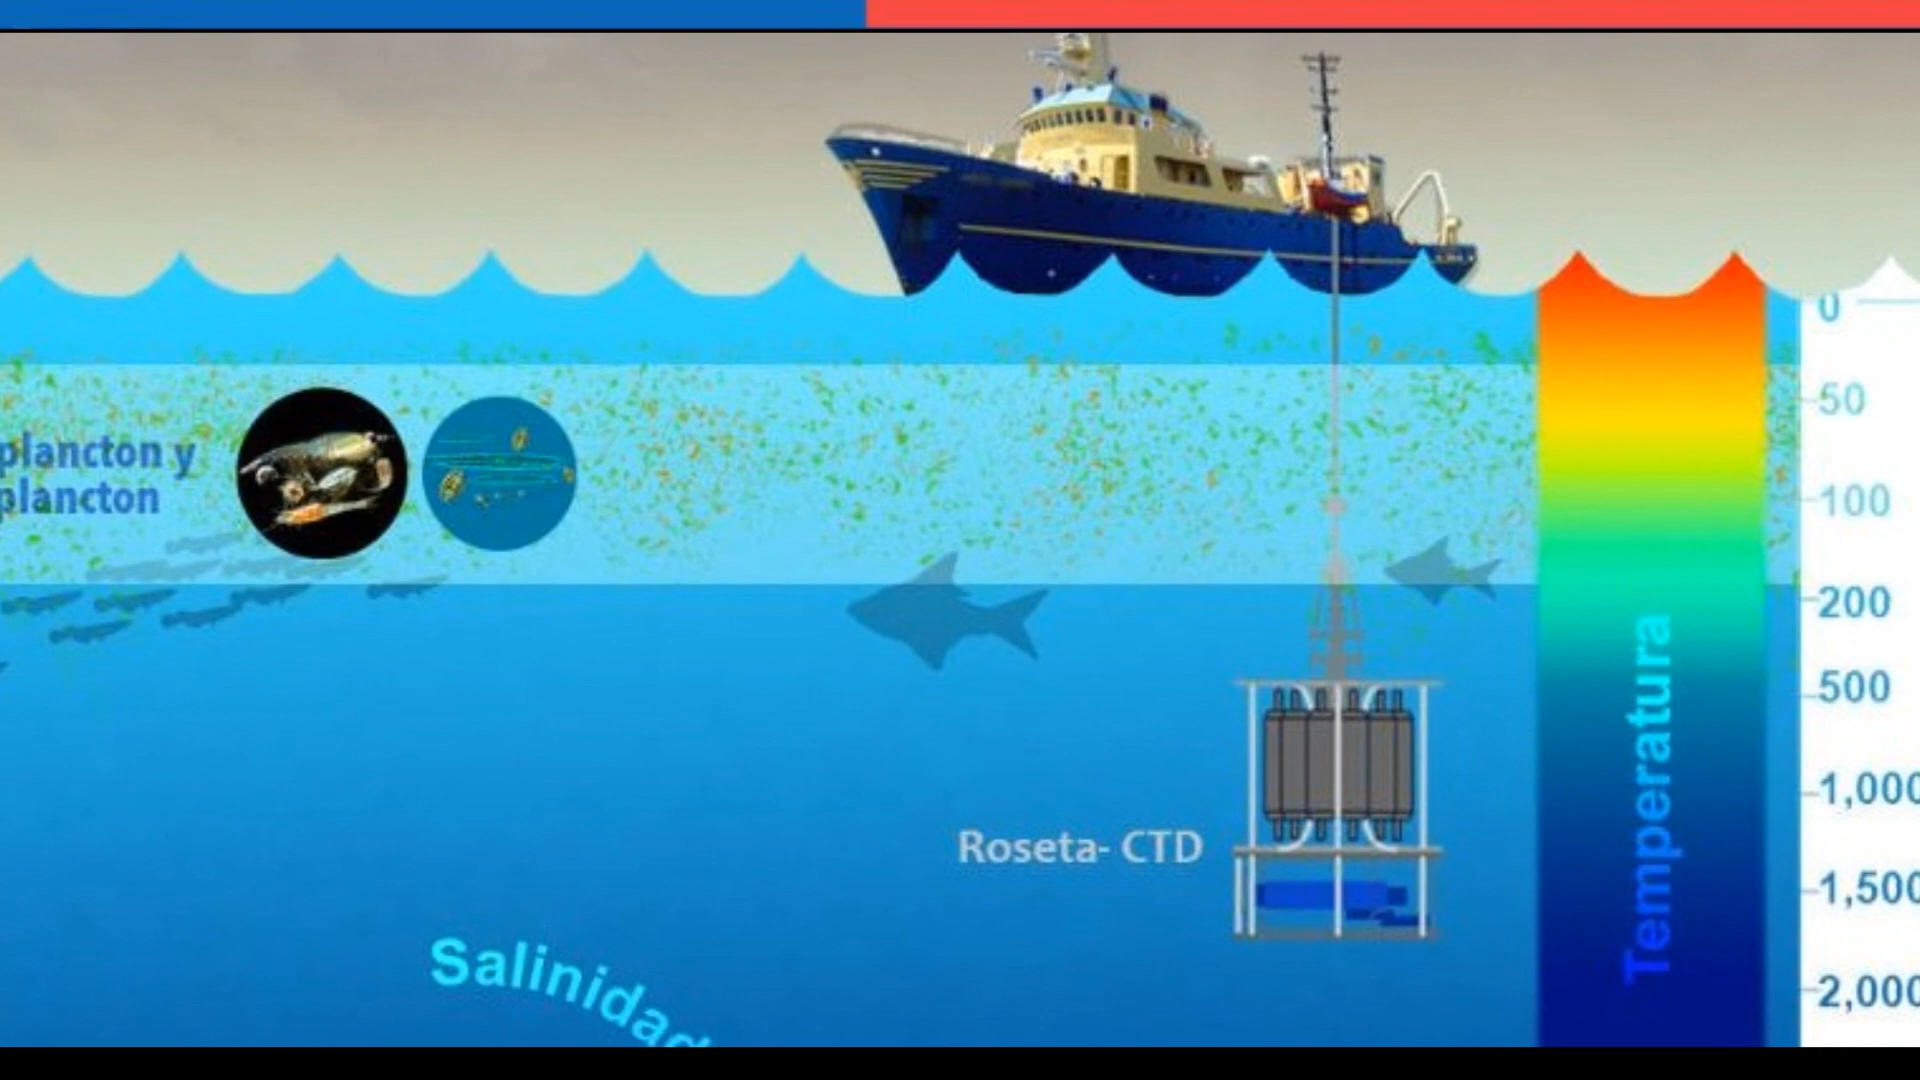 0
50
plancton y
plancton
100
200
500
Temperatura
1,000
Roseta- CTD
1,500
Salinidad
2,000